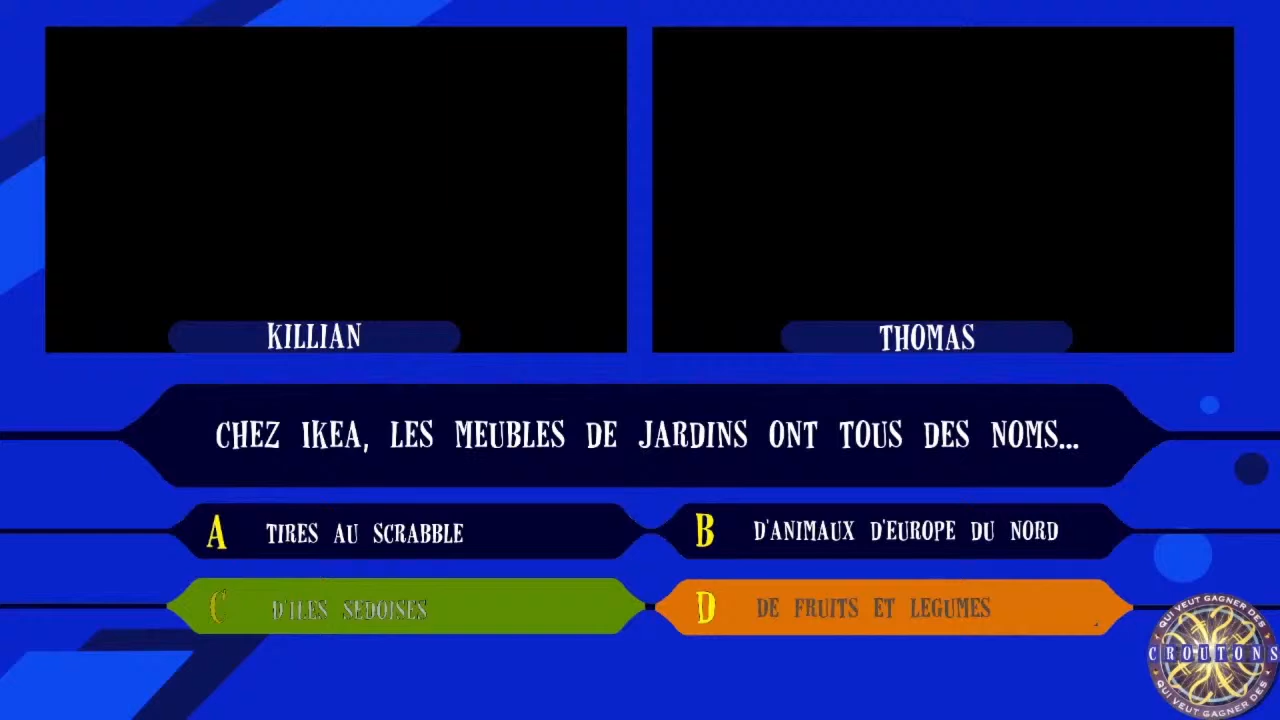 KILLIAN
THOMAS
CHEZ IKEA, LES MEUBLES DE JARDINS ONT TOUS DES NOMS...
A TIRES AU SCRABBLE
B D'ANIMAUX D'EUROPE DU NORD
C D'ILES SEDOISES
D DE FRUITS ET LEGUMES
QUI VEUT GAGNER DES
CROUTONS
QUI VEUT GAGNER DES